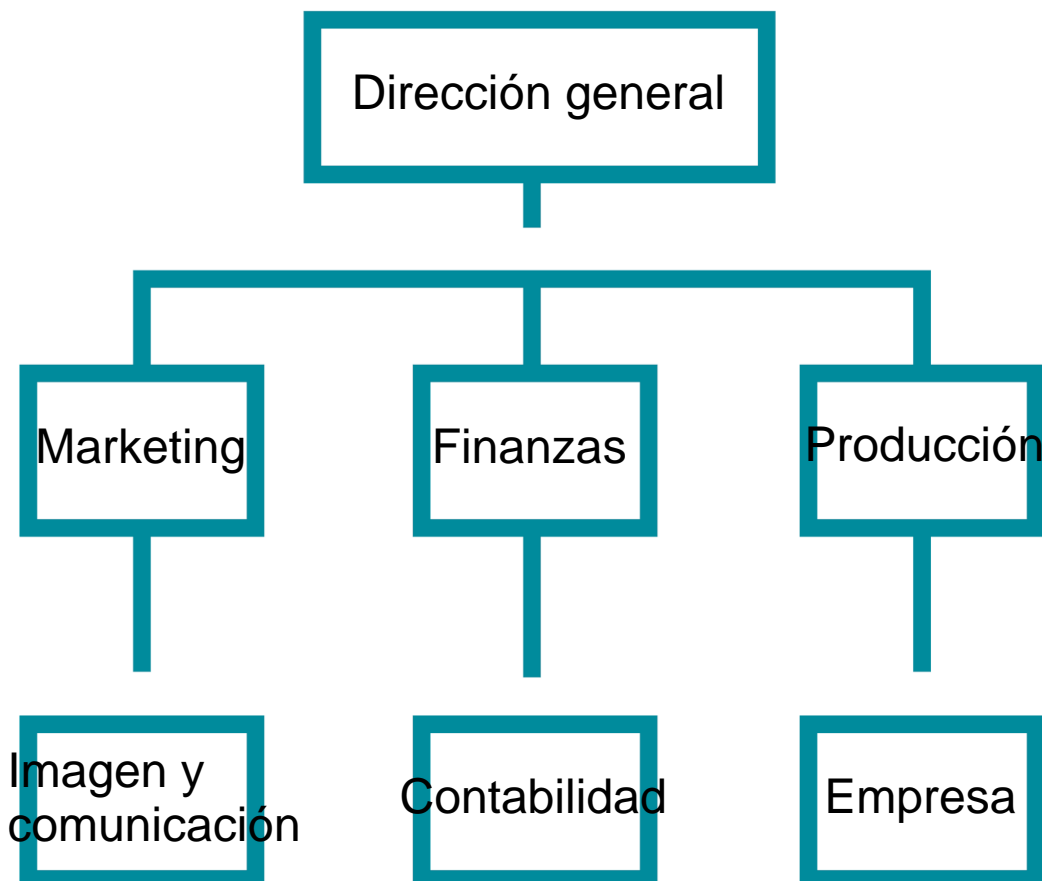 Dirección general
Marketing
Finanzas
Producción
Imagen y
comunicación
Contabilidad
Empresa